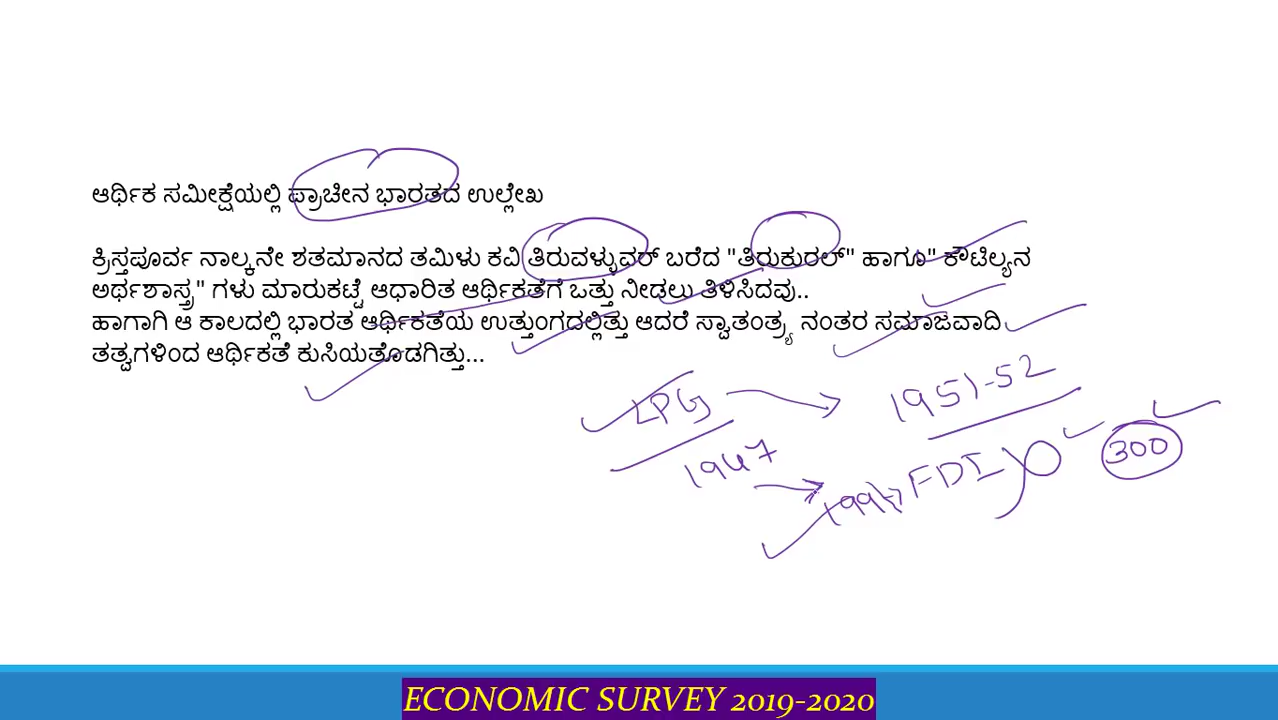 ಆರ್ಥಿಕ ಸಮೀಕ್ಷೆಯಲ್ಲಿ ಪ್ರಾಚೀನ ಭಾರತದ ಉಲ್ಲೇಖ
ಕ್ರಿಸ್ತಪೂರ್ವ ನಾಲ್ಕನೇ ಶತಮಾನದ ತಮಿಳು ಕವಿ ತಿರುವಳ್ಳುವರ್ ಬರೆದ "ತಿರುಕುರಲ್" ಹಾಗೂ" ಕೌಟಿಲ್ಯನ
ಅರ್ಥಶಾಸ್ತ್ರ" ಗಳು ಮಾರುಕಟ್ಟೆ ಆಧಾರಿತ ಆರ್ಥಿಕತೆಗೆ ಒತ್ತು ನೀಡಲು ತಿಳಿಸಿದವು..
ಹಾಗಾಗಿ ಆ ಕಾಲದಲ್ಲಿ ಭಾರತ ಆರ್ಥಿಕತೆಯ ಉತ್ತುಂಗದಲ್ಲಿತ್ತು ಆದರೆ ಸ್ವಾತಂತ್ರ್ಯ ನಂತರ ಸಮಾಜವಾದಿ
ತತ್ವಗಳಿಂದ ಆರ್ಥಿಕತೆ ಕುಸಿಯತೊಡಗಿತ್ತು...
LPG 1951-52
1947 FDI 300
ECONOMIC SURVEY 2019-2020